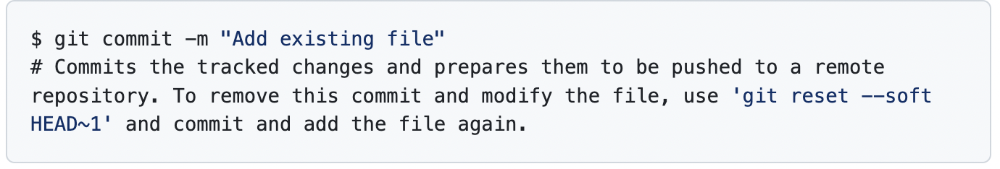 $ git commit -m "Add existing file"
# Commits the tracked changes and prepares them to be pushed to a remote
repository. To remove this commit and modify the file, use 'git reset --soft
HEAD~1' and commit and add the file again.